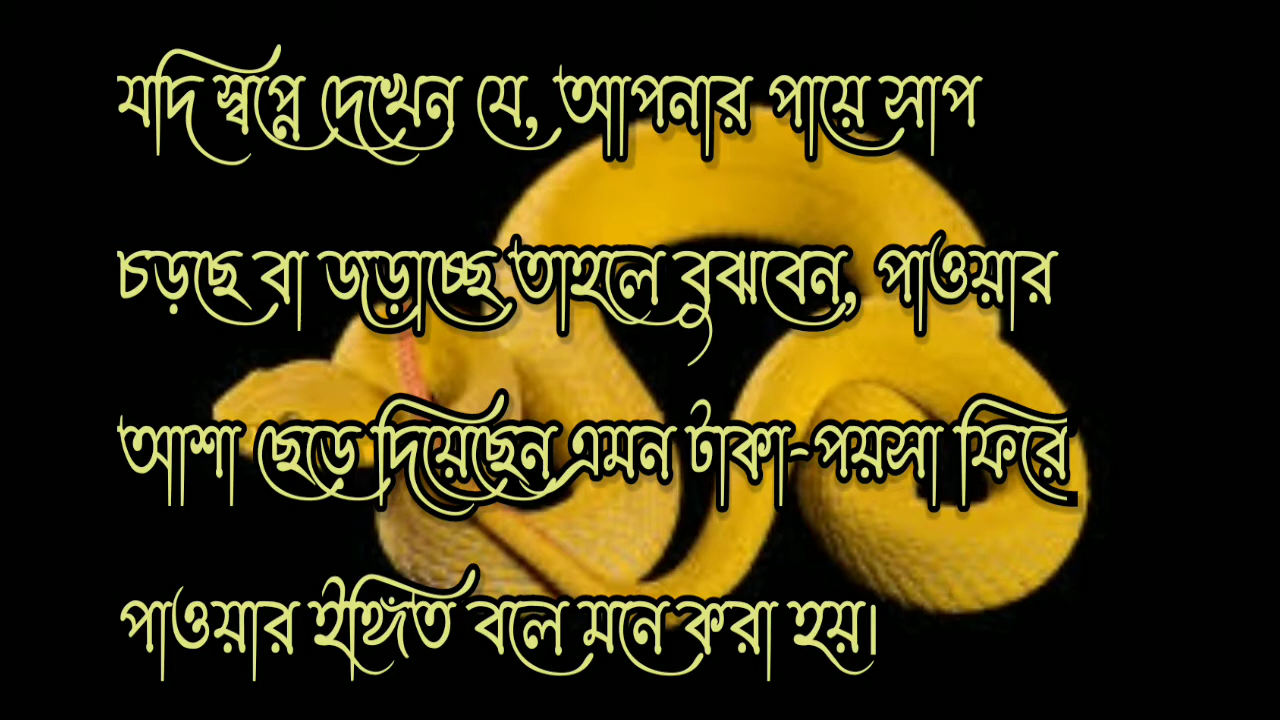 যদি স্বপ্নে দেখেন যে, আপনার পায়ে সাপ
চড়ছে বা জড়াচ্ছে তাহলে বুঝবেন, পাওয়ার
আশা ছেড়ে দিয়েছেন এমন টাকা-পয়সা ফিরে
পাওয়ার ইঙ্গিত বলে মনে করা হয়।